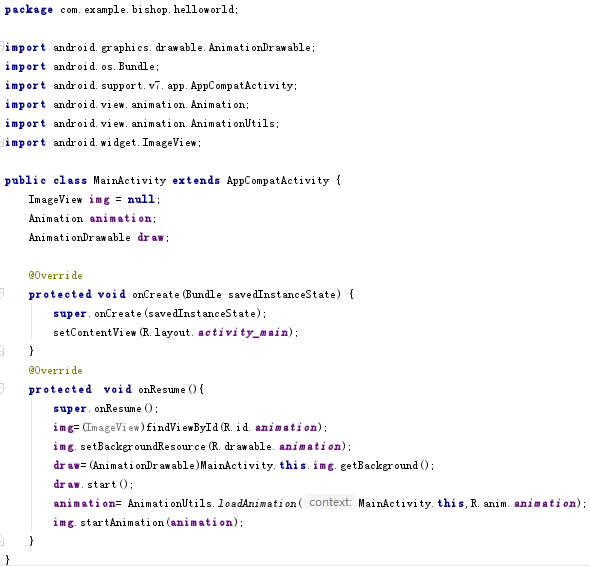 package com.example.bishop.helloworld;
import android.graphics.drawable.AnimationDrawable;
import android.os.Bundle;
import android.support.v7.app.AppCompatActivity;
import android.view.animation.Animation;
import android.view.animation.AnimationUtils;
import android.widget.ImageView;
public class MainActivity extends AppCompatActivity {
    ImageView img = null;
    Animation animation;
    AnimationDrawable draw;
    @Override
    protected void onCreate(Bundle savedInstanceState) {
        super.onCreate(savedInstanceState);
        setContentView(R.layout.activity_main);
    }
    @Override
    protected  void onResume(){
        super.onResume();
        img=(ImageView)findViewById(R.id.animation);
        img.setBackgroundResource(R.drawable.animation);
        draw=(AnimationDrawable)MainActivity.this.img.getBackground();
        draw.start();
        animation= AnimationUtils.loadAnimation( context: MainActivity.this,R.anim.animation);
        img.startAnimation(animation);
    }
}